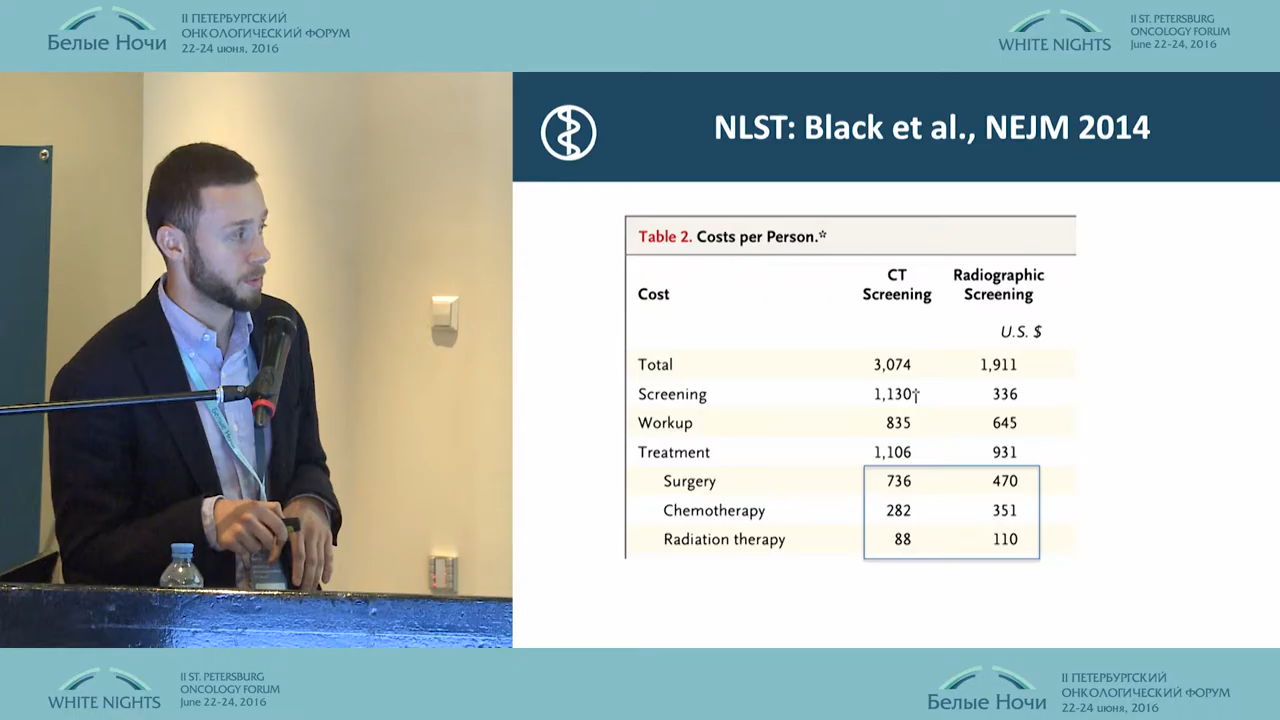 Белые Ночи
II ПЕТЕРБУРГСКИЙ
ОНКОЛОГИЧЕСКИЙ ФОРУМ
22-24 июня, 2016
WHITE NIGHTS
II ST. PETERSBURG
ONCOLOGY FORUM
June 22-24, 2016
NLST: Black et al., NEJM 2014
Table 2. Costs per Person.*
Cost CT Screening Radiographic Screening
U.S. $
Total 3,074 1,911
Screening 1,130† 336
Workup 835 645
Treatment 1,106 931
Surgery 736 470
Chemotherapy 282 351
Radiation therapy 88 110
WHITE NIGHTS
II ST. PETERSBURG
ONCOLOGY FORUM
June 22-24, 2016
Белые Ночи
II ПЕТЕРБУРГСКИЙ
ОНКОЛОГИЧЕСКИЙ ФОРУМ
22-24 июня, 2016